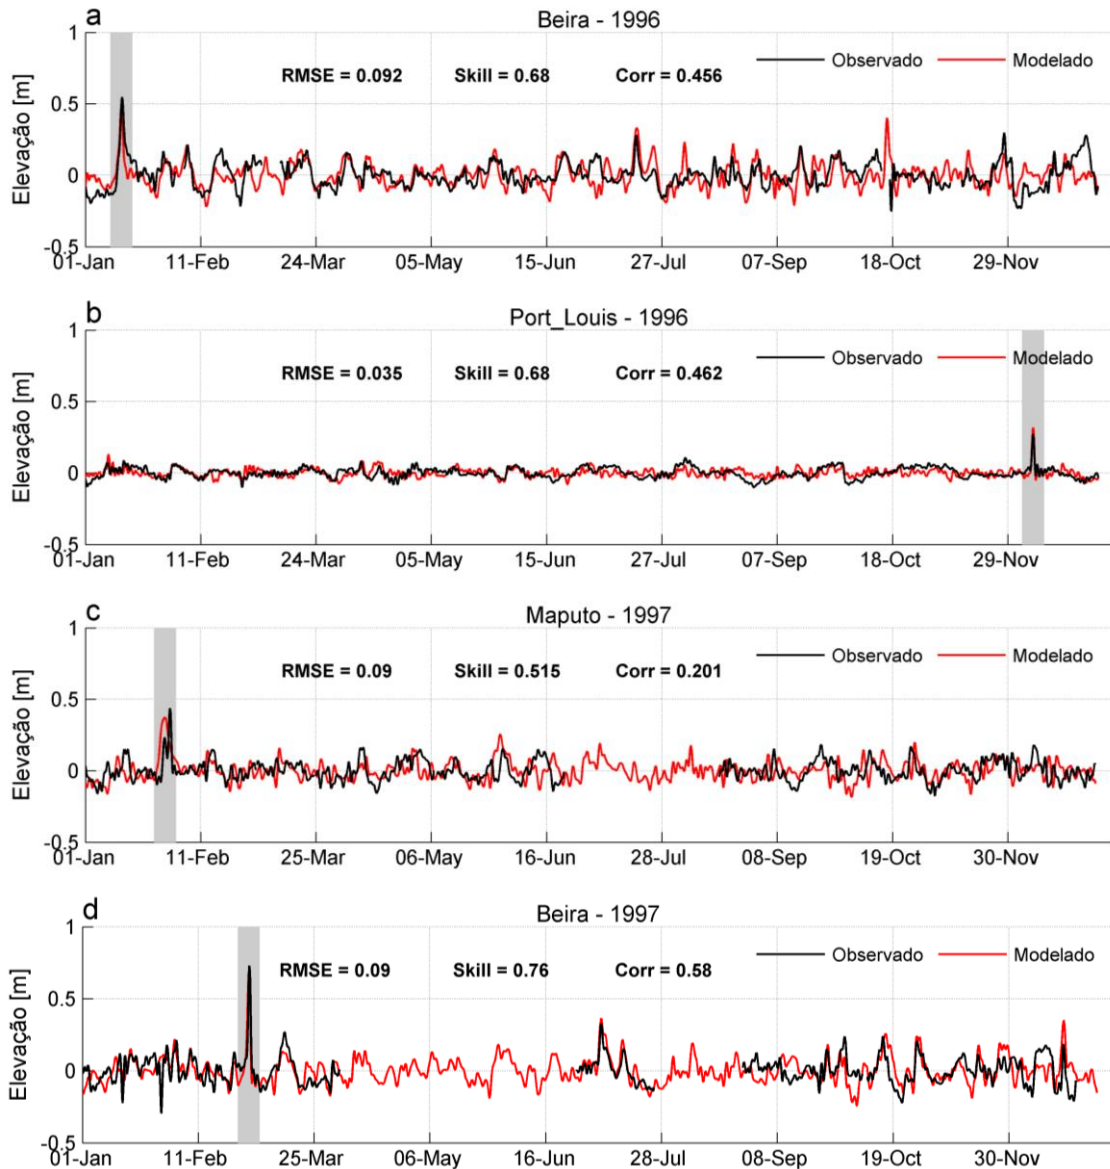 a
Beira - 1996
Elevação [m]
1
0.5
0
-0.5
RMSE = 0.092 Skill = 0.68 Corr = 0.456
Observado Modelado
01-Jan 11-Feb 24-Mar 05-May 15-Jun 27-Jul 07-Sep 18-Oct 29-Nov
b
Port_Louis - 1996
Elevação [m]
1
0.5
0
-0.5
RMSE = 0.035 Skill = 0.68 Corr = 0.462
Observado Modelado
01-Jan 11-Feb 24-Mar 05-May 15-Jun 27-Jul 07-Sep 18-Oct 29-Nov
c
Maputo - 1997
Elevação [m]
1
0.5
0
-0.5
RMSE = 0.09 Skill = 0.515 Corr = 0.201
Observado Modelado
01-Jan 11-Feb 25-Mar 06-May 16-Jun 28-Jul 08-Sep 19-Oct 30-Nov
d
Beira - 1997
Elevação [m]
1
0.5
0
-0.5
RMSE = 0.09 Skill = 0.76 Corr = 0.58
Observado Modelado
01-Jan 11-Feb 25-Mar 06-May 16-Jun 28-Jul 08-Sep 19-Oct 30-Nov